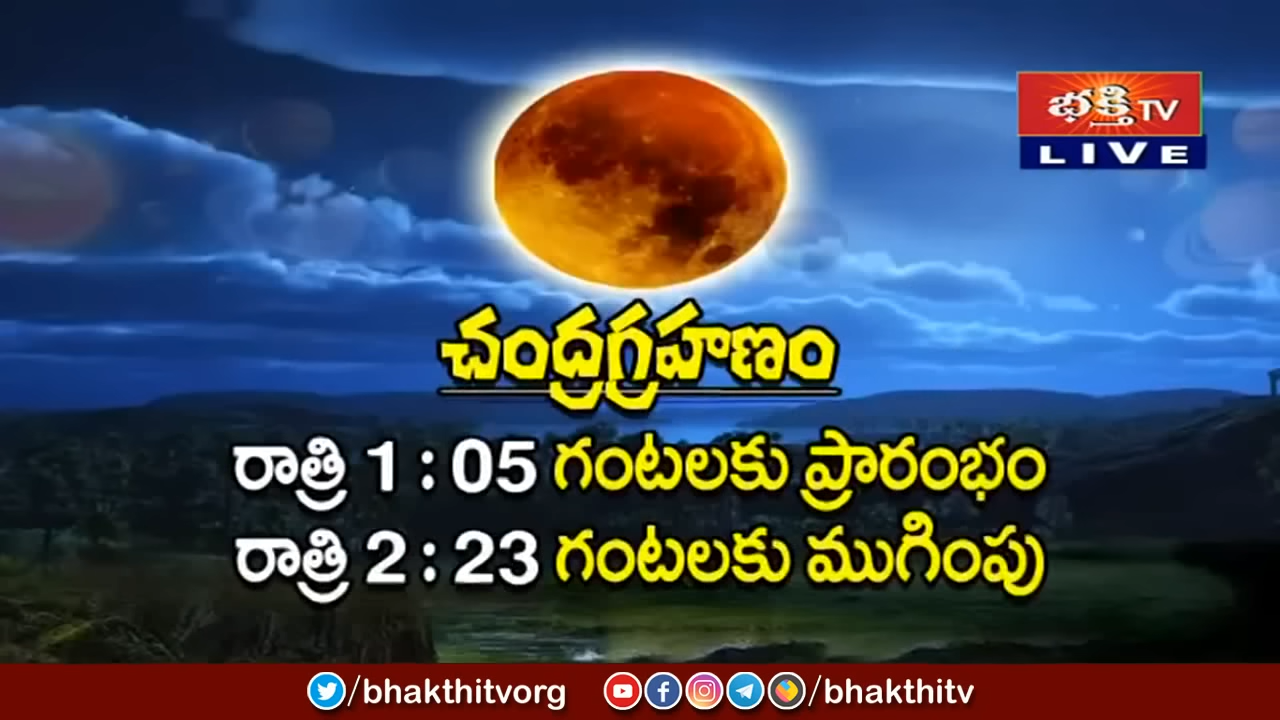 భక్తి TV
LIVE
చంద్రగ్రహణం
రాత్రి 1 : 05 గంటలకు ప్రారంభం
రాత్రి 2 : 23 గంటలకు ముగింపు
/bhakthitvorg /bhakthitv